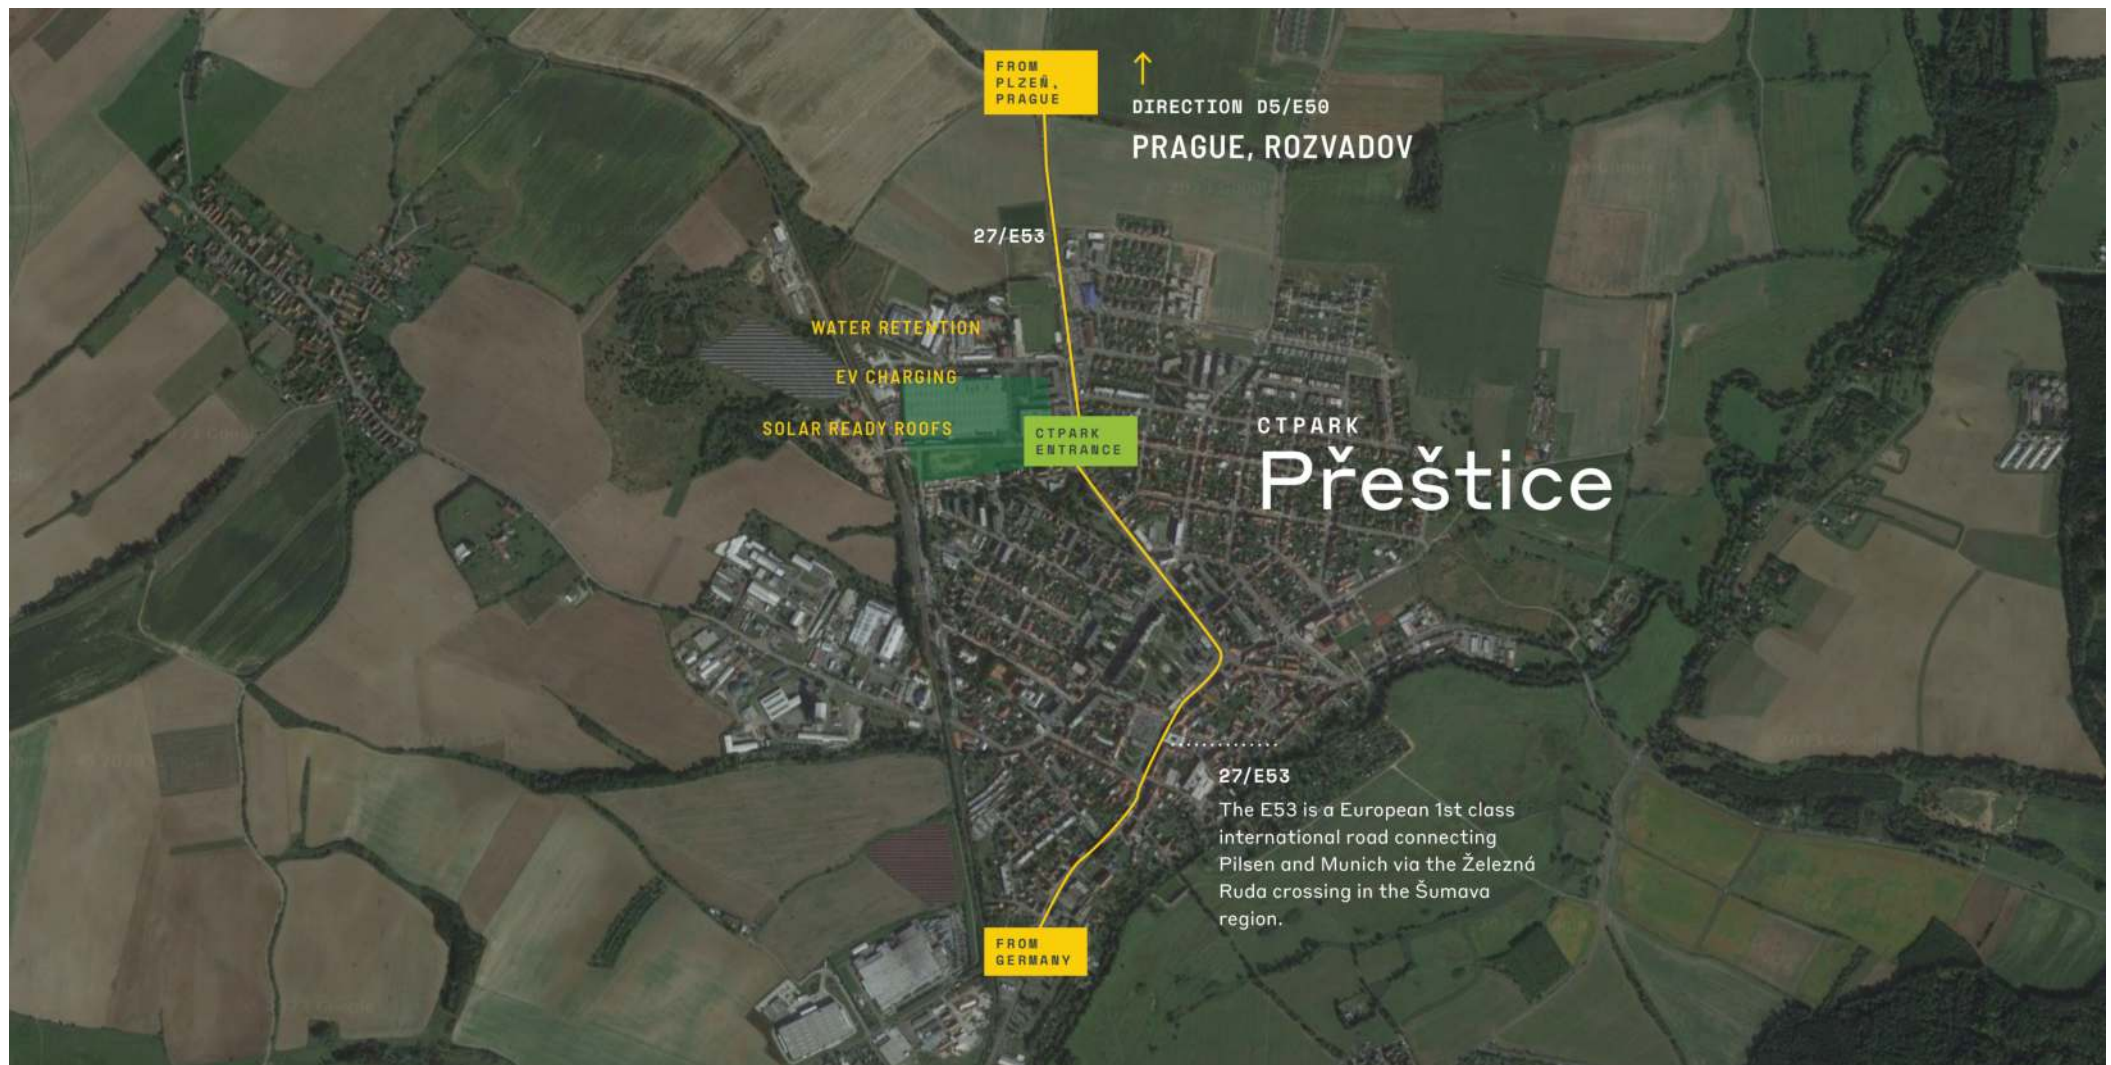 FROM
PLZEŇ,
PRAGUE
↑
DIRECTION D5/E50
PRAGUE, ROZVADOV
27/E53
WATER RETENTION
EV CHARGING
SOLAR READY ROOFS
CTPARK
ENTRANCE
CTPARK
Přeštice
27/E53
The E53 is a European 1st class
international road connecting
Pilsen and Munich via the Železná
Ruda crossing in the Šumava
region.
FROM
GERMANY